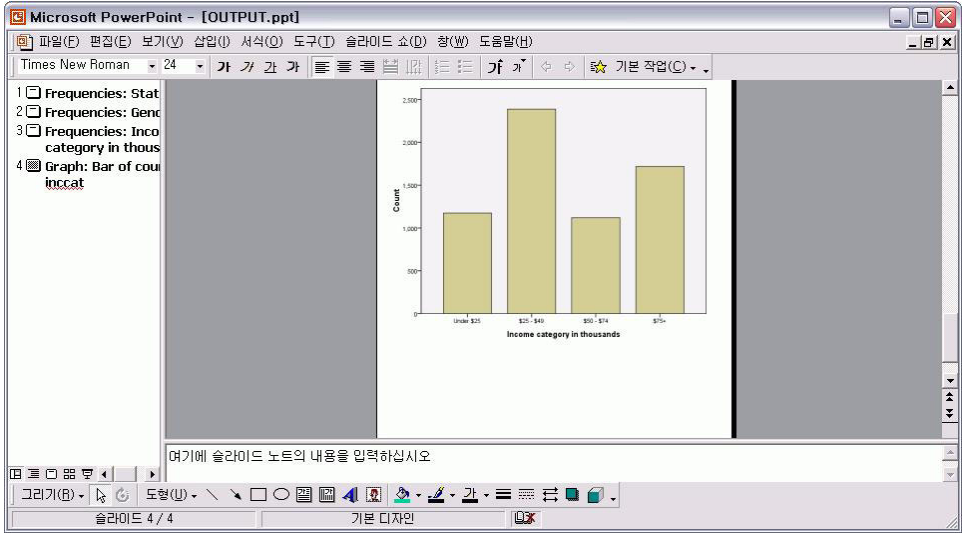 Microsoft PowerPoint - [OUTPUT.ppt]
파일(F) 편집(E) 보기(V) 삽입(I) 서식(O) 도구(T) 슬라이드 쇼(D) 창(W) 도움말(H)
Times New Roman 24 가 가 가 가 기본 작업(C)
1 Frequencies: Stat
2 Frequencies: Gend
3 Frequencies: Inco
category in thous
4 Graph: Bar of cou
inccat
2,500
2,000
1,500
1,000
500
0
Count
Under $25 $25 - $49 $50 - $74 $75+
Income category in thousands
여기에 슬라이드 노트의 내용을 입력하십시오
그리기(R) 도형(U) 가
슬라이드 4 / 4 기본 디자인